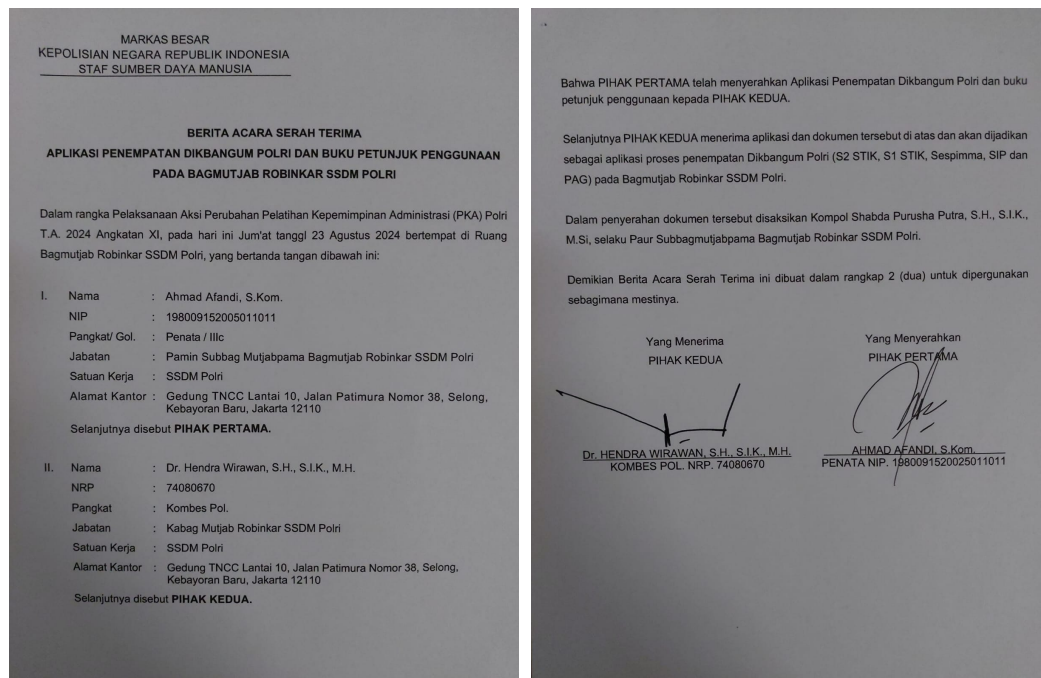 MARKAS BESAR
KEPOLISIAN NEGARA REPUBLIK INDONESIA
STAF SUMBER DAYA MANUSIA
BERITA ACARA SERAH TERIMA
APLIKASI PENEMPATAN DIKBANGUM POLRI DAN BUKU PETUNJUK PENGGUNAAN
PADA BAGMUTJAB ROBINKAR SSDM POLRI
Dalam rangka Pelaksanaan Aksi Perubahan Pelatihan Kepemimpinan Administrasi (PKA) Polri
T.A. 2024 Angkatan XI, pada hari ini Jum'at tanggl 23 Agustus 2024 bertempat di Ruang
Bagmutjab Robinkar SSDM Polri, yang bertanda tangan dibawah ini:
I. Nama : Ahmad Afandi, S.Kom.
NIP : 198009152005011011
Pangkat/ Gol. : Penata / IIIc
Jabatan : Pamin Subbag Mutjabpama Bagmutjab Robinkar SSDM Polri
Satuan Kerja : SSDM Polri
Alamat Kantor : Gedung TNCC Lantai 10, Jalan Patimura Nomor 38, Selong,
Kebayoran Baru, Jakarta 12110
Selanjutnya disebut PIHAK PERTAMA.
II. Nama : Dr. Hendra Wirawan, S.H., S.I.K., M.H.
NRP : 74080670
Pangkat : Kombes Pol.
Jabatan : Kabag Mutjab Robinkar SSDM Polri
Satuan Kerja : SSDM Polri
Alamat Kantor : Gedung TNCC Lantai 10, Jalan Patimura Nomor 38, Selong,
Kebayoran Baru, Jakarta 12110
Selanjutnya disebut PIHAK KEDUA.
Bahwa PIHAK PERTAMA telah menyerahkan Aplikasi Penempatan Dikbangum Polri dan buku
petunjuk penggunaan kepada PIHAK KEDUA.
Selanjutnya PIHAK KEDUA menerima aplikasi dan dokumen tersebut di atas dan akan dijadikan
sebagai aplikasi proses penempatan Dikbangum Polri (S2 STIK, S1 STIK, Sespimma, SIP dan
PAG) pada Bagmutjab Robinkar SSDM Polri.
Dalam penyerahan dokumen tersebut disaksikan Kompol Shabda Purusha Putra, S.H., S.I.K.,
M.Si, selaku Paur Subbagmutjabpama Bagmutjab Robinkar SSDM Polri.
Demikian Berita Acara Serah Terima ini dibuat dalam rangkap 2 (dua) untuk dipergunakan
sebagimana mestinya.
Yang Menerima
PIHAK KEDUA
Dr. HENDRA WIRAWAN, S.H., S.I.K., M.H.
KOMBES POL. NRP. 74080670
Yang Menyerahkan
PIHAK PERTAMA
AHMAD AFANDI, S.Kom.
PENATA NIP. 1980091520025011011